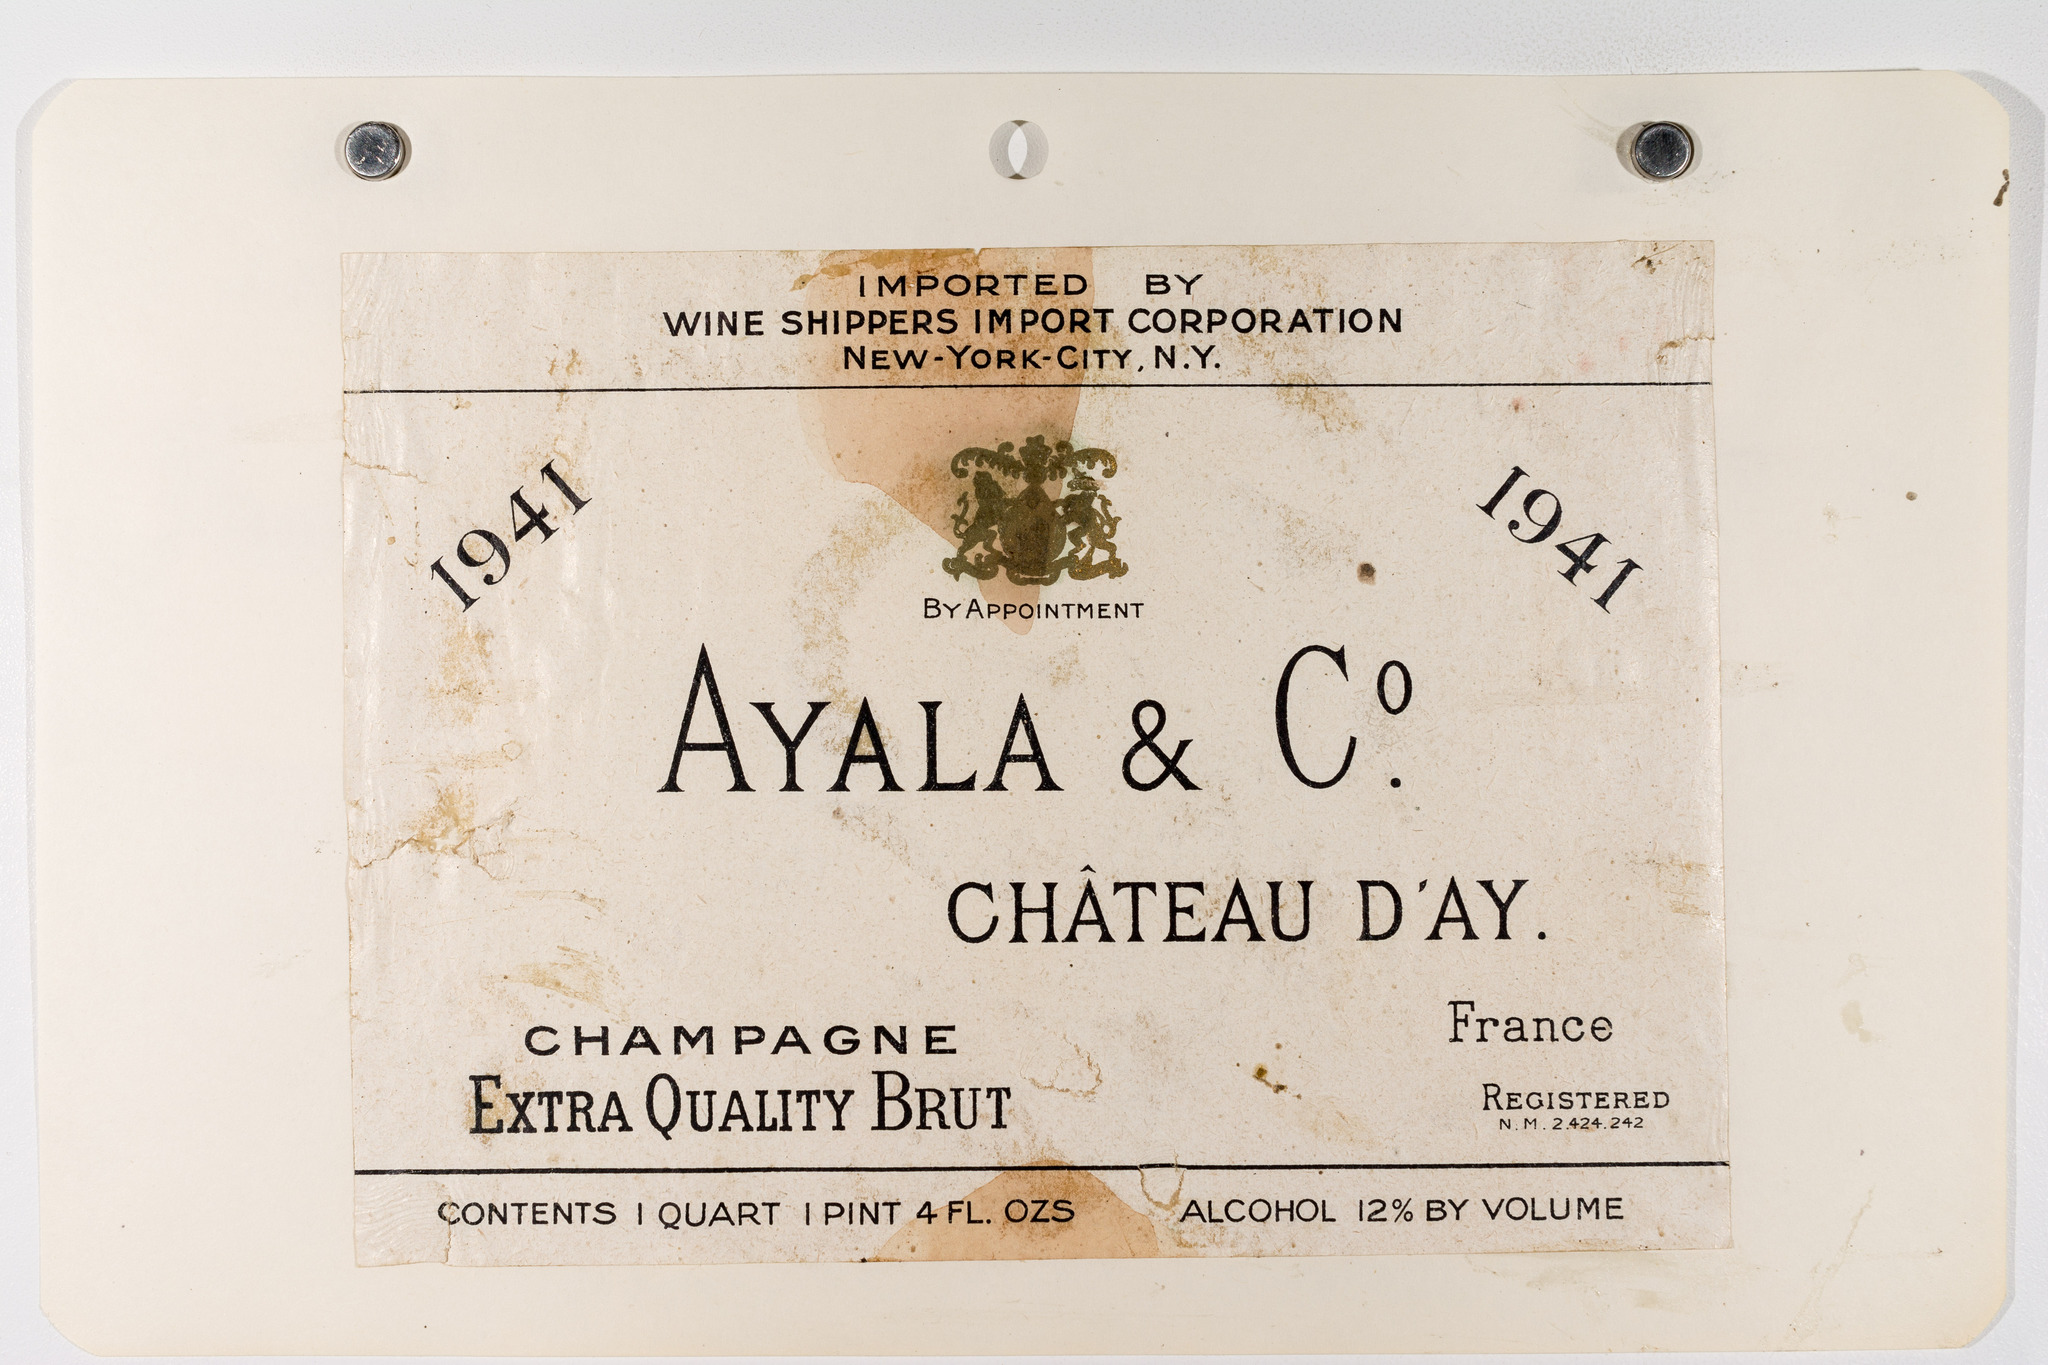 IMPORTED BY
WINE SHIPPERS IMPORT CORPORATION
NEW-YORK-CITY, N.Y.
1941
1941
BY APPOINTMENT
AYALA & Cº.
CHÂTEAU D'AY.
France
CHAMPAGNE
EXTRA QUALITY BRUT
REGISTERED
N.M. 2.424.242
CONTENTS 1 QUART 1 PINT 4 FL. OZS ALCOHOL 12% BY VOLUME